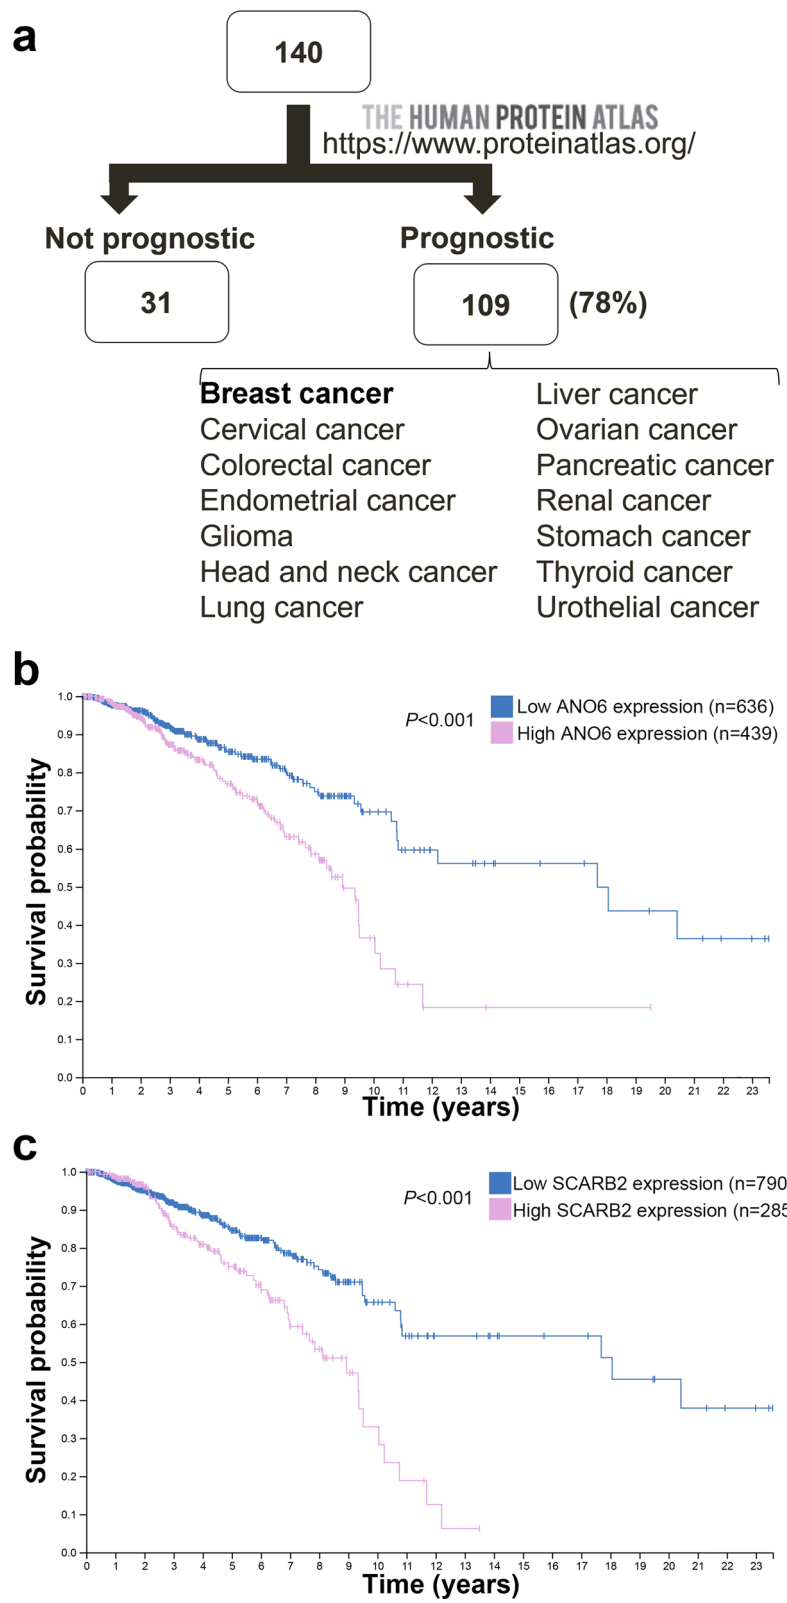 a
140
THE HUMAN PROTEIN ATLAS
https://www.proteinatlas.org/
Not prognostic
Prognostic
31
109
(78%)
Breast cancer
Cervical cancer
Colorectal cancer
Endometrial cancer
Glioma
Head and neck cancer
Lung cancer
Liver cancer
Ovarian cancer
Pancreatic cancer
Renal cancer
Stomach cancer
Thyroid cancer
Urothelial cancer
b
P<0.001
Low ANO6 expression (n=636)
High ANO6 expression (n=439)
Survival probability
1.0
0.9
0.8
0.7
0.6
0.5
0.4
0.3
0.2
0.1
0.0
0 1 2 3 4 5 6 7 8 9 10 11 12 13 14 15 16 17 18 19 20 21 22 23
Time (years)
c
P<0.001
Low SCARB2 expression (n=790
High SCARB2 expression (n=285
Survival probability
1.0
0.9
0.8
0.7
0.6
0.5
0.4
0.3
0.2
0.1
0.0
0 1 2 3 4 5 6 7 8 9 10 11 12 13 14 15 16 17 18 19 20 21 22 23
Time (years)